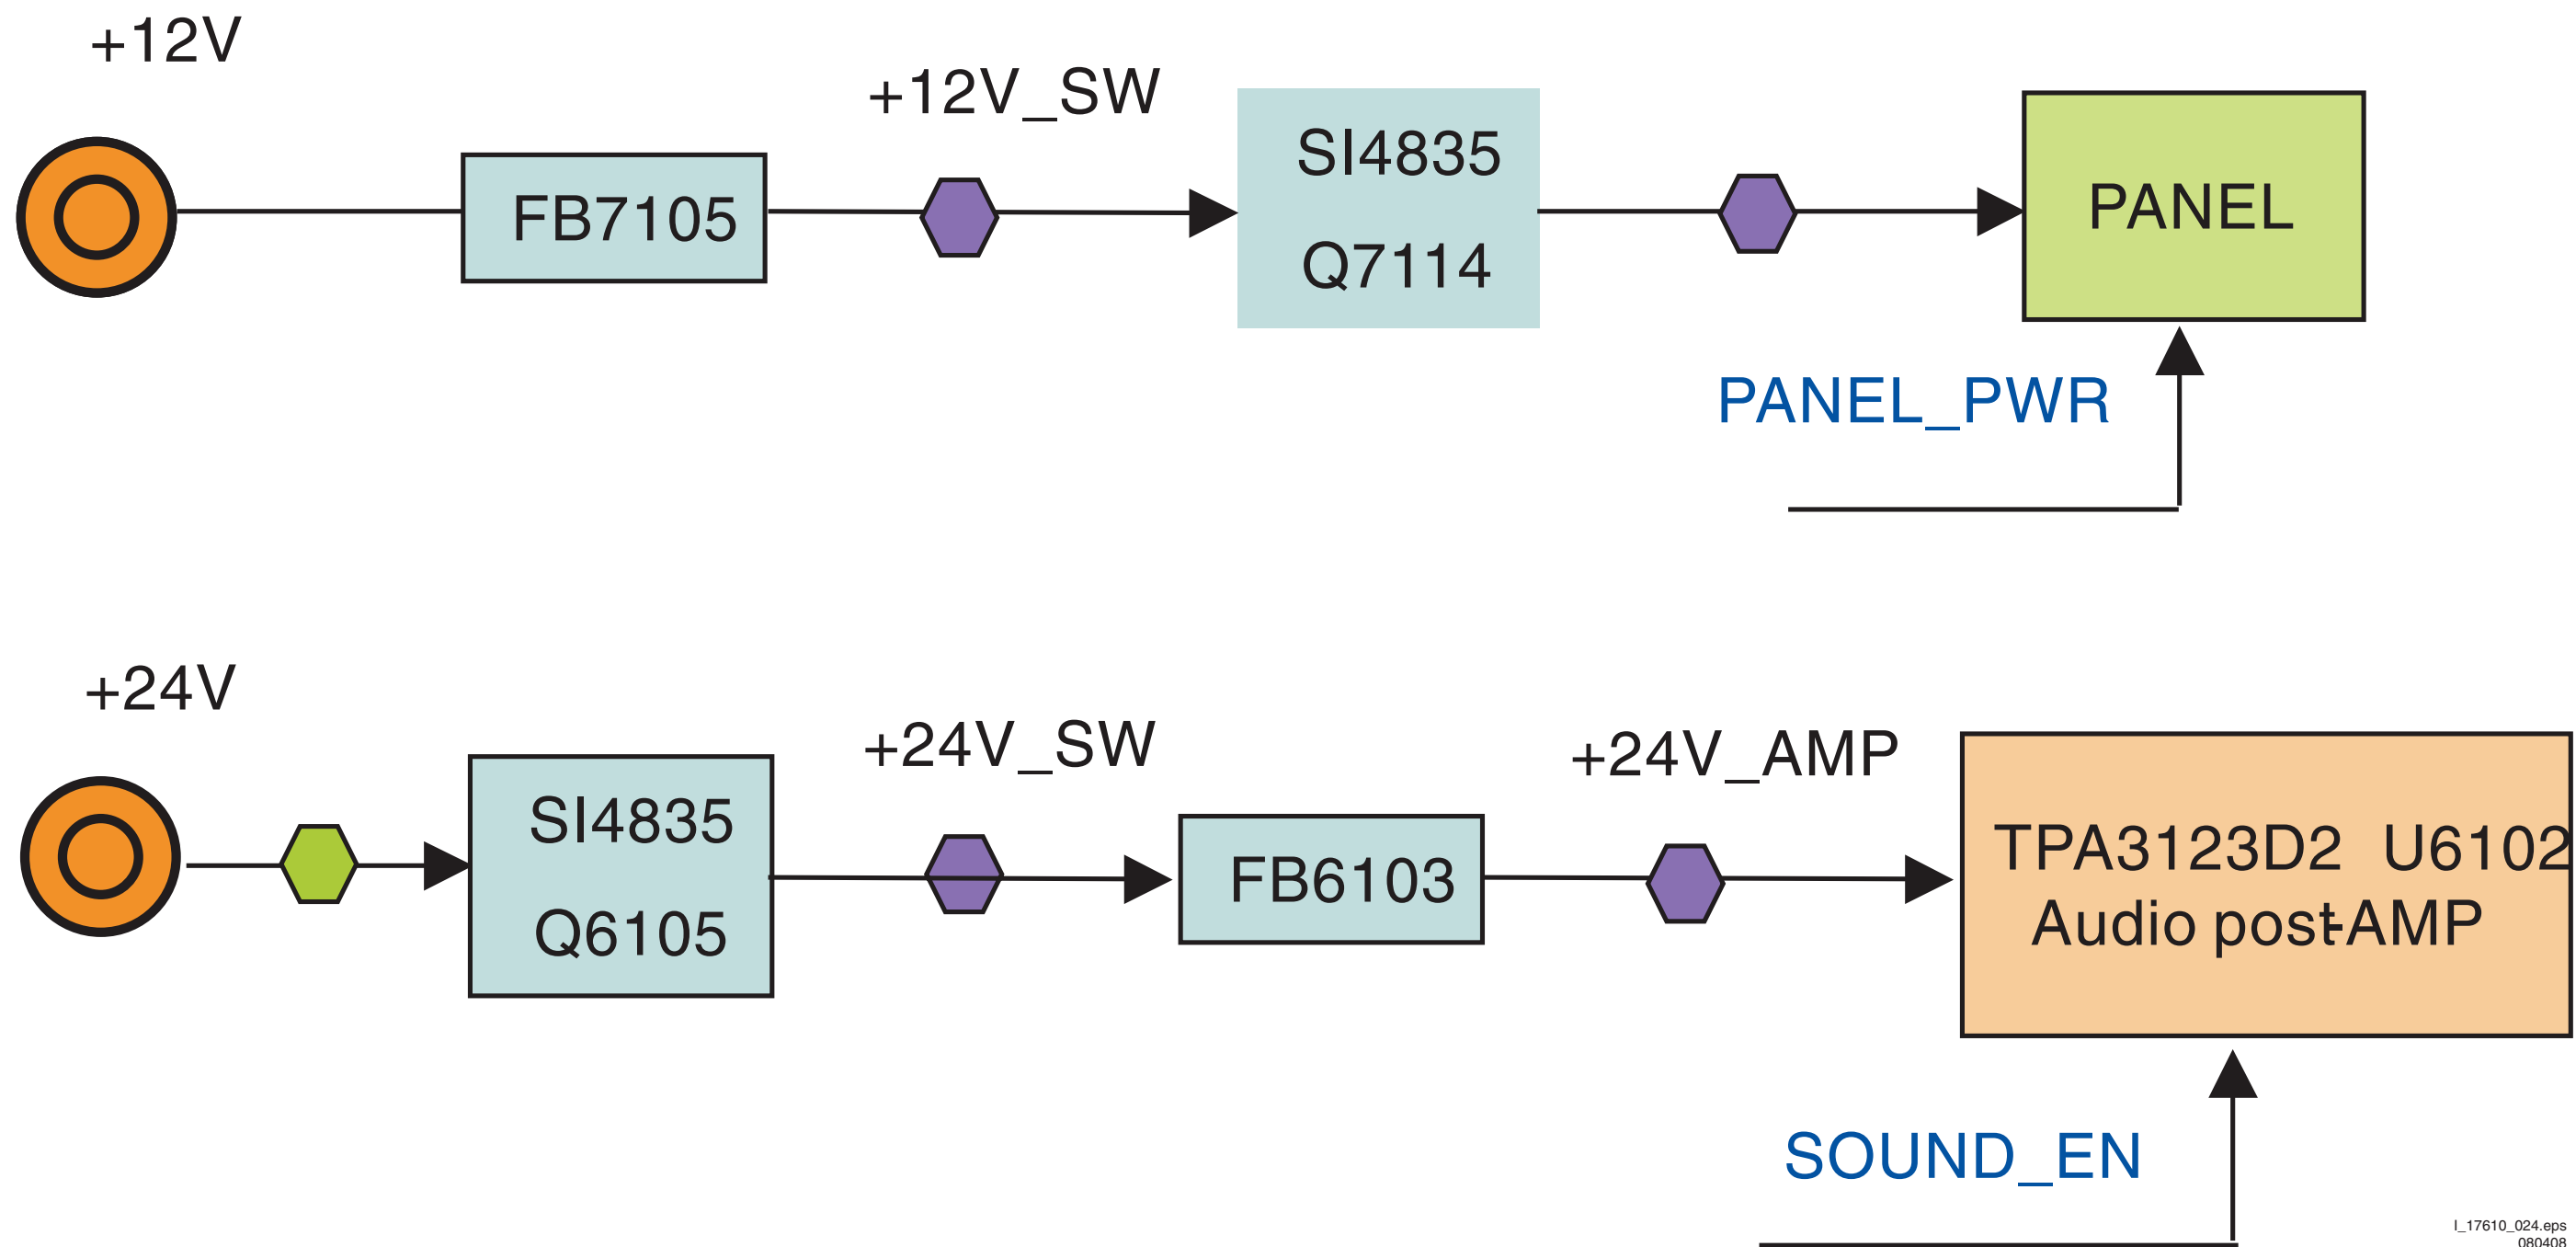 +12V
+12V_SW
FB7105
SI4835
Q7114
PANEL
PANEL_PWR
+24V
+24V_SW
+24V_AMP
SI4835
Q6105
FB6103
TPA3123D2 U6102
Audio post-AMP
SOUND_EN
I_17610_024.eps
080408